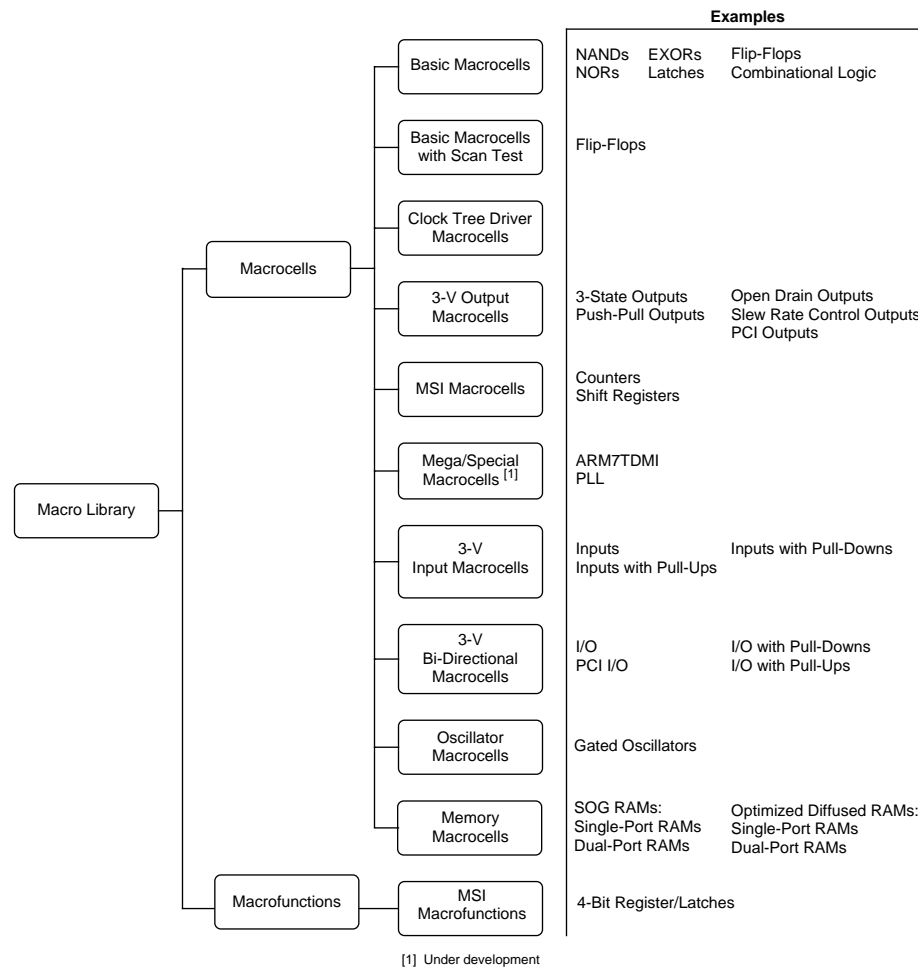 Examples
Basic Macrocells
NANDs EXORs Flip-Flops
NORs Latches Combinational Logic
Basic Macrocells
with Scan Test
Flip-Flops
Clock Tree Driver
Macrocells
Macrocells
3-V Output
Macrocells
3-State Outputs Open Drain Outputs
Push-Pull Outputs Slew Rate Control Outputs
PCI Outputs
MSI Macrocells
Counters
Shift Registers
Mega/Special
Macrocells [1]
ARM7TDMI
PLL
Macro Library
3-V
Input Macrocells
Inputs Inputs with Pull-Downs
Inputs with Pull-Ups
3-V
Bi-Directional
Macrocells
I/O I/O with Pull-Downs
PCI I/O I/O with Pull-Ups
Oscillator
Macrocells
Gated Oscillators
Memory
Macrocells
SOG RAMs: Optimized Diffused RAMs:
Single-Port RAMs Single-Port RAMs
Dual-Port RAMs Dual-Port RAMs
Macrofunctions
MSI
Macrofunctions
4-Bit Register/Latches
[1] Under development